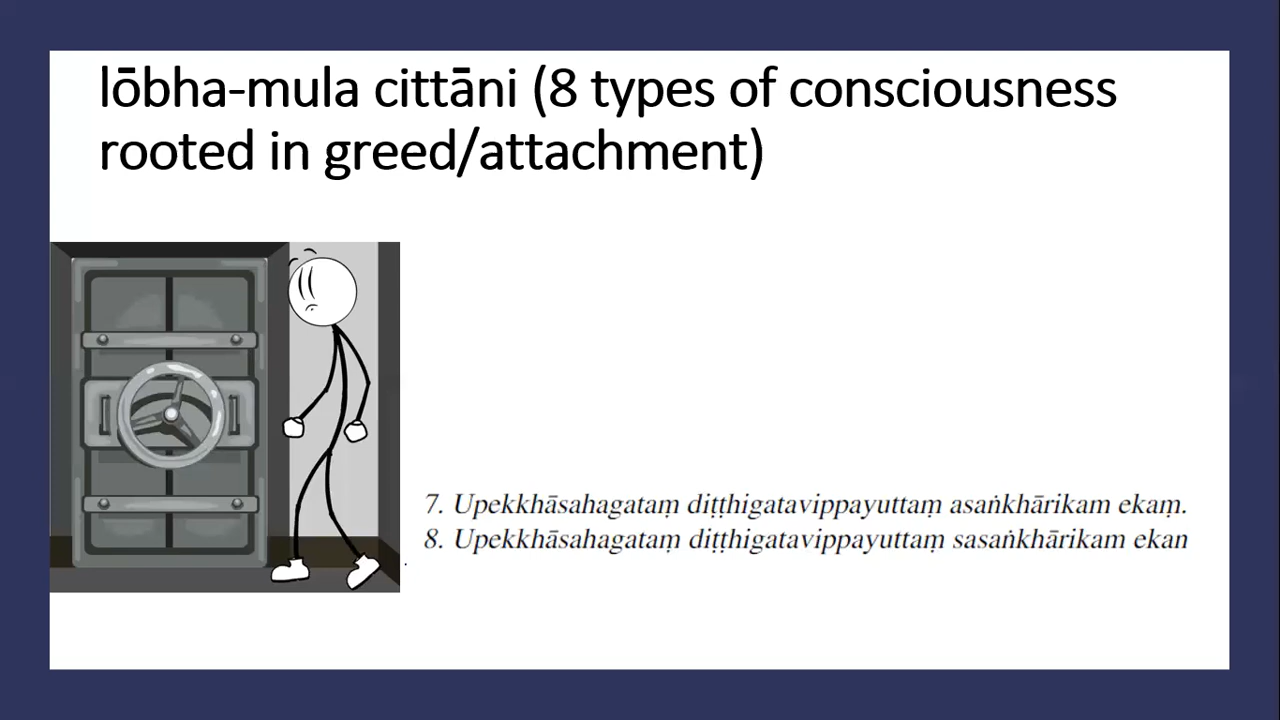 lōbha-mula cittāni (8 types of consciousness
rooted in greed/attachment)
7. Upekkhāsahagataṃ diṭṭhigatavippayuttaṃ asaṅkhārikam ekaṃ.
8. Upekkhāsahagataṃ diṭṭhigatavippayuttaṃ sasaṅkhārikam ekan